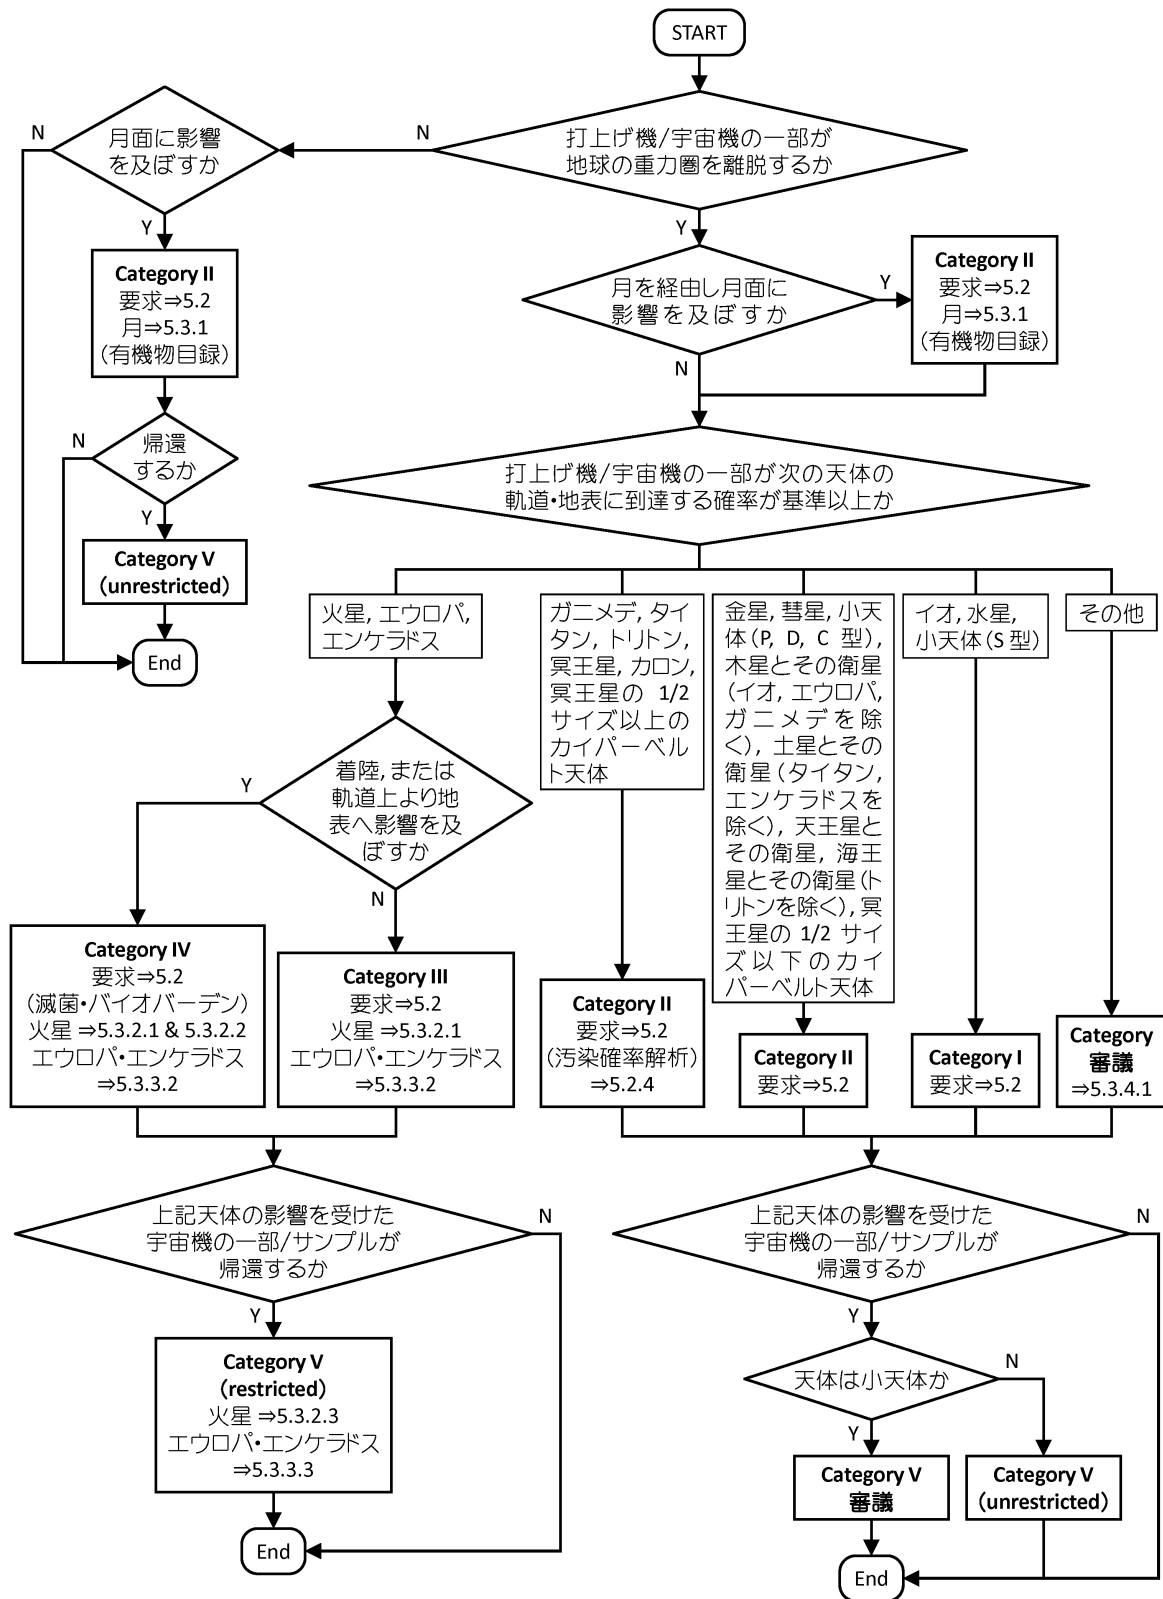 START
打上げ機/宇宙機の一部が
地球の重力圏を離脱するか
N
Y
月面に影響
を及ぼすか
N
Y
Category II
要求⇒5.2
月⇒5.3.1
(有機物目録)
帰還
するか
N
Y
Category V
(unrestricted)
End
月を経由し月面に
影響を及ぼすか
Y
N
Category II
要求⇒5.2
月⇒5.3.1
(有機物目録)
打上げ機/宇宙機の一部が次の天体の
軌道・地表に到達する確率が基準以上か
火星, エウロパ,
エンケラドス
ガニメデ, タイ
タン, トリトン,
冥王星, カロン,
冥王星の 1/2
サイズ以上の
カイパーベル
ト天体
金星, 彗星, 小天
体(P, D, C 型),
木星とその衛星
(イオ, エウロパ,
ガニメデを除
く), 土星とその
衛星(タイタン,
エンケラドスを
除く), 天王星と
その衛星, 海王
星とその衛星(ト
リトンを除く), 冥
王星の 1/2 サイ
ズ以下のカイ
パーベルト天体
イオ, 水星,
小天体(S 型)
その他
着陸, または
軌道上より地
表へ影響を及
ぼすか
Y
N
Category IV
要求⇒5.2
(滅菌・バイオバーデン)
火星 ⇒5.3.2.1 & 5.3.2.2
エウロパ・エンケラドス
⇒5.3.3.2
Category III
要求⇒5.2
火星 ⇒5.3.2.1
エウロパ・エンケラドス
⇒5.3.3.2
Category II
要求⇒5.2
(汚染確率解析)
⇒5.2.4
Category II
要求⇒5.2
Category I
要求⇒5.2
Category
審議
⇒5.3.4.1
上記天体の影響を受けた
宇宙機の一部/サンプルが
帰還するか
N
Y
Category V
(restricted)
火星 ⇒5.3.2.3
エウロパ・エンケラドス
⇒5.3.3.3
End
上記天体の影響を受けた
宇宙機の一部/サンプルが
帰還するか
N
Y
天体は小天体か
N
Y
Category V
審議
Category V
(unrestricted)
End